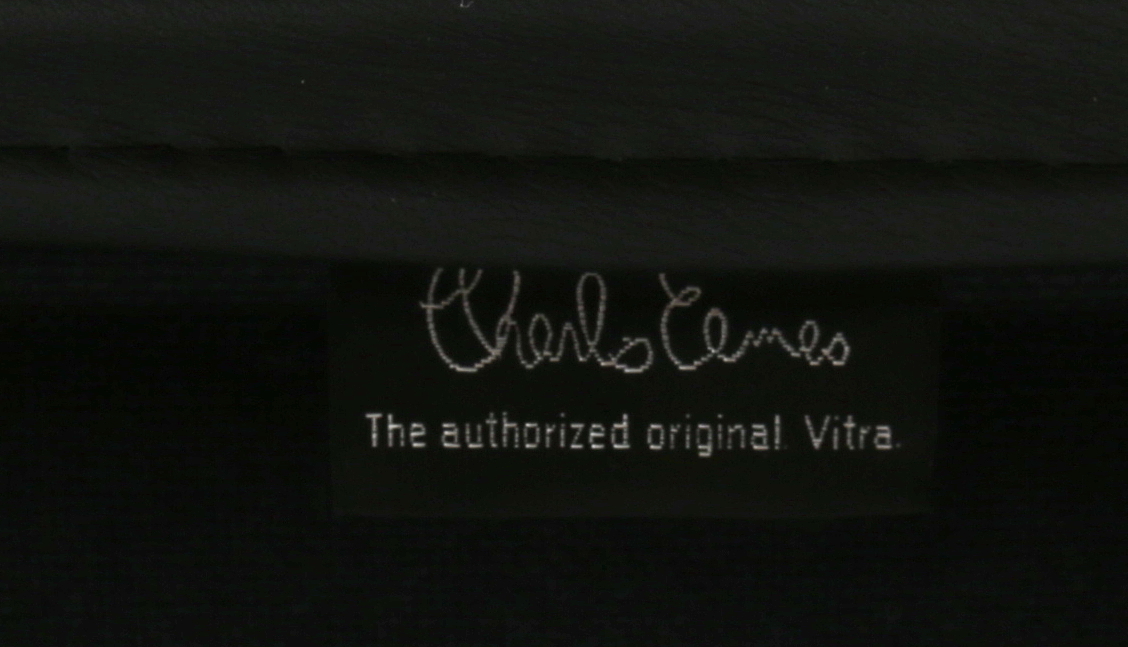 Charles Eames
The authorized original. Vitra.